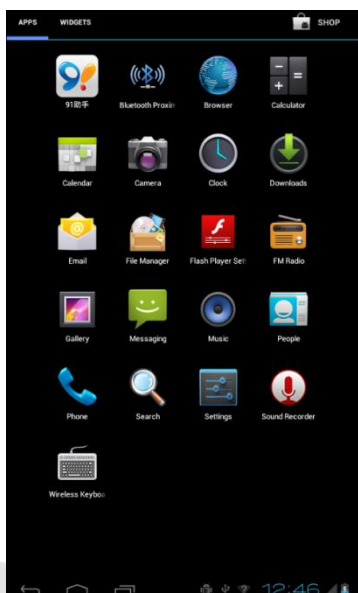 APPS WIDGETS SHOP
91助手 Bluetooth Proxin Browser Calculator
Calendar Camera Clock Downloads
Email File Manager Flash Player Set FM Radio
Gallery Messaging Music People
Phone Search Settings Sound Recorder
Wireless Keyboa
12:46